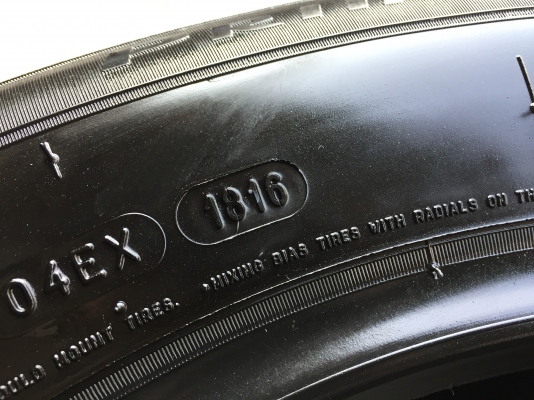 1816
04EX
OULD MOUNT TIRES. MIXING BIAS TIRES WITH RADIALS ON TH